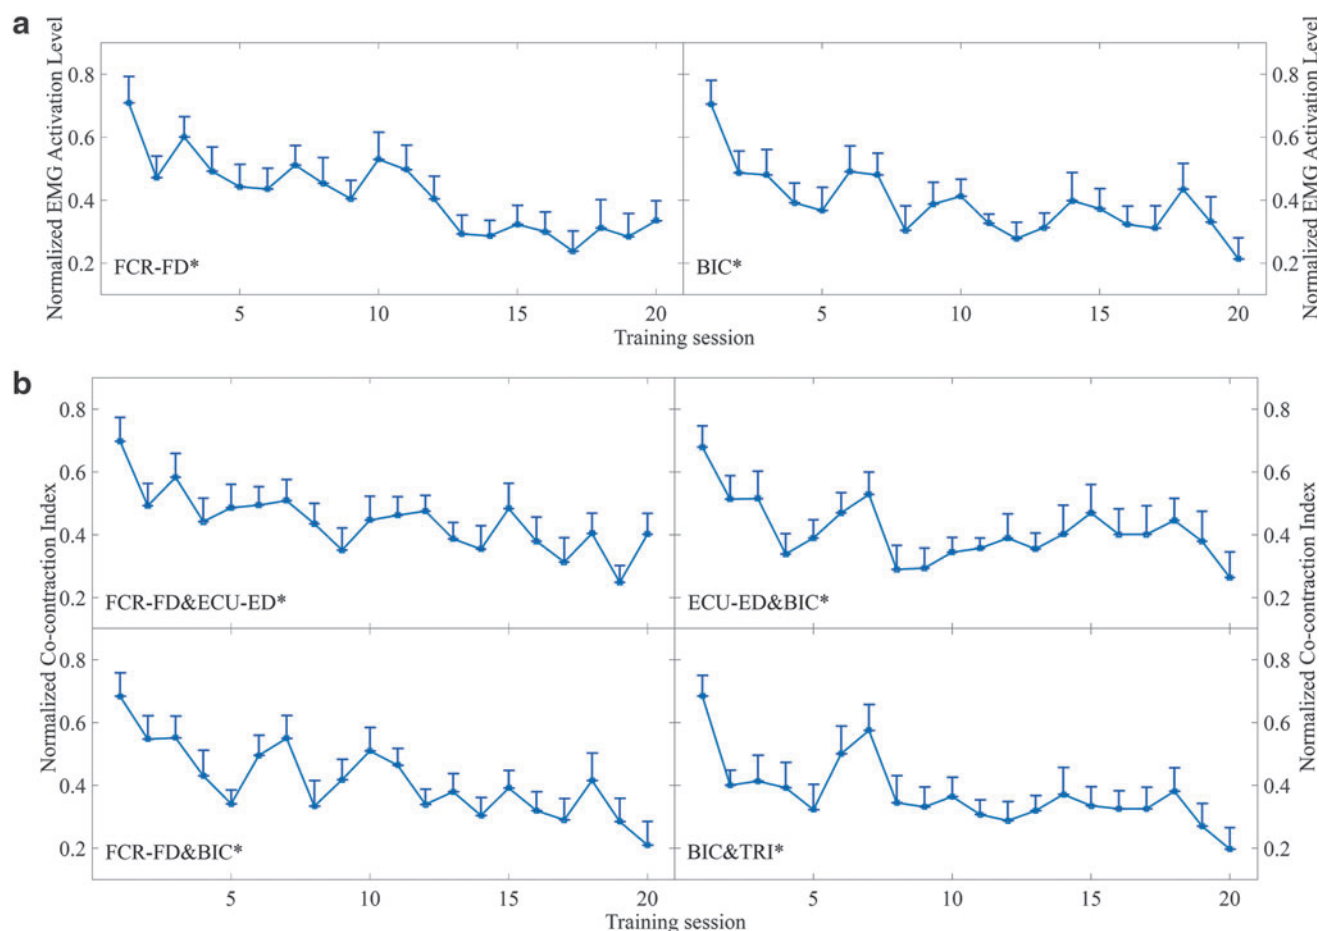 a
Normalized EMG Activation Level
0.8
0.6
0.4
0.2
FCR-FD*
BIC*
0.8
0.6
0.4
0.2
Normalized EMG Activation Level
5 10 15 20 5 10 15 20
Training session
b
Normalized Co-contraction Index
0.8
0.6
0.4
0.2
FCR-FD&ECU-ED*
ECU-ED&BIC*
0.8
0.6
0.4
0.2
Normalized Co-contraction Index
0.8
0.6
0.4
0.2
FCR-FD&BIC*
BIC&TRI*
0.8
0.6
0.4
0.2
5 10 15 20 5 10 15 20
Training session